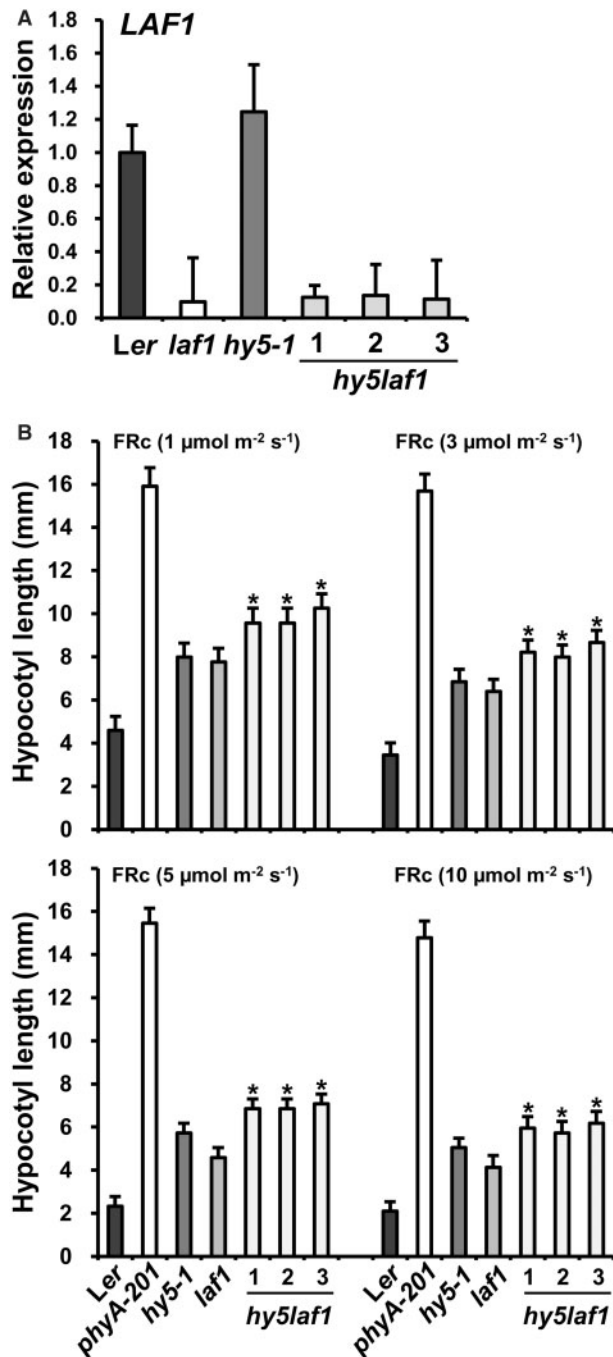 A
LAF1
Relative expression
1.8
1.6
1.4
1.2
1.0
0.8
0.6
0.4
0.2
0.0
Ler laf1 hy5-1 1 2 3
hy5laf1
B
FRc (1 µmol m⁻² s⁻¹) FRc (3 µmol m⁻² s⁻¹)
Hypocotyl length (mm)
18
16
14
12
10
8
6
4
2
0
* * * * * *
FRc (5 µmol m⁻² s⁻¹) FRc (10 µmol m⁻² s⁻¹)
Hypocotyl length (mm)
18
16
14
12
10
8
6
4
2
0
* * * * * *
Ler phyA-201 hy5-1 laf1 1 2 3 Ler phyA-201 hy5-1 laf1 1 2 3
hy5laf1 hy5laf1